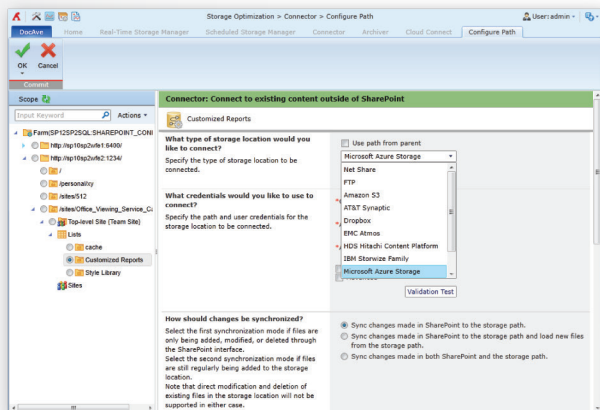 Storage Optimization > Connector > Configure Path
User: admin
DocAve Home Real-Time Storage Manager Scheduled Storage Manager Connector Archiver Cloud Connect Configure Path
OK Cancel
Commit
Scope
Input Keyword Actions
Farm(SP12SP2SQL:SHAREPOINT_CONI
http://sp10sp2wfe1:6400/
http://sp10sp2wfe2:1234/
/
/personal/xy
/sites/512
/sites/Office_Viewing_Service_Ca
Top-level Site (Team Site)
Lists
cache
Customized Reports
Style Library
Sites
Connector: Connect to existing content outside of SharePoint
Customized Reports
What type of storage location would you
like to connect?
Specify the type of storage location to be
connected.
Use path from parent
Microsoft Azure Storage
Net Share
FTP
Amazon S3
AT&T Synaptic
Dropbox
EMC Atmos
HDS Hitachi Content Platform
IBM Storwize Family
Microsoft Azure Storage
What credentials would you like to use to
connect?
Specify the path and user credentials for the
storage location to be connected.
Validation Test
How should changes be synchronized?
Select the first synchronization mode if files are
only being added, modified, or deleted through
the SharePoint interface.
Select the second synchronization mode if files
are still regularly being added to the storage
location.
Note that direct modification and deletion of
existing files in the storage location will not be
supported in either case.
Sync changes made in SharePoint to the storage path.
Sync changes made in SharePoint to the storage path and load new files
from the storage path.
Sync changes made in both SharePoint and the storage path.